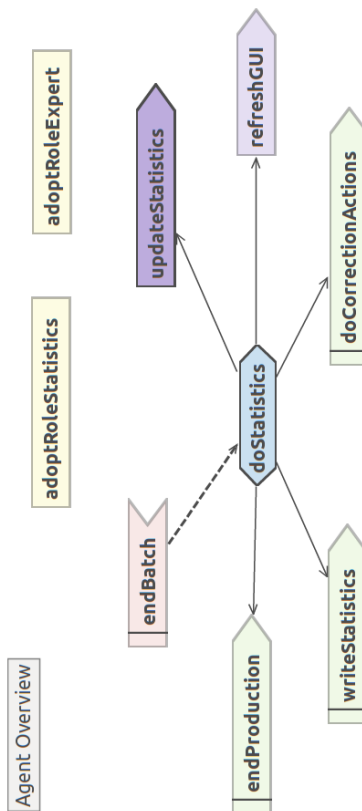 Agent Overview
adoptRoleStatistics
adoptRoleExpert
endBatch
updateStatistics
endProduction
doStatistics
refreshGUI
writeStatistics
doCorrectionActions